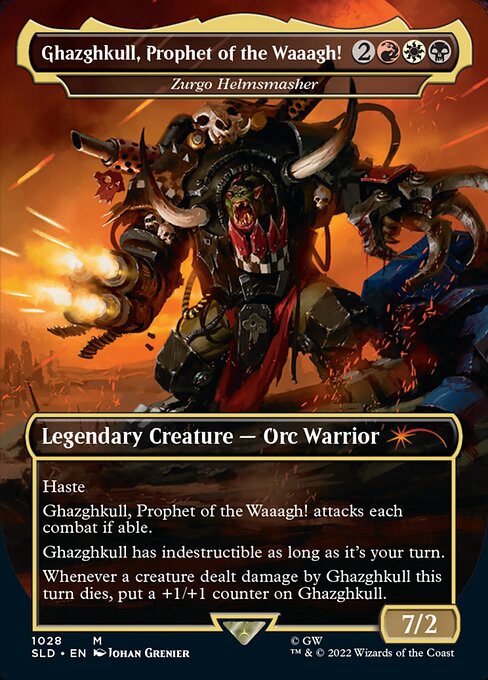 Ghazghkull, Prophet of the Waaagh! 2
Zurgo Helmsmasher
Legendary Creature — Orc Warrior
Haste
Ghazghkull, Prophet of the Waaagh! attacks each
combat if able.
Ghazghkull has indestructible as long as it's your turn.
Whenever a creature dealt damage by Ghazghkull this
turn dies, put a +1/+1 counter on Ghazghkull.
7/2
1028 M
SLD • EN Johan Grenier
© GW
™ & © 2022 Wizards of the Coast